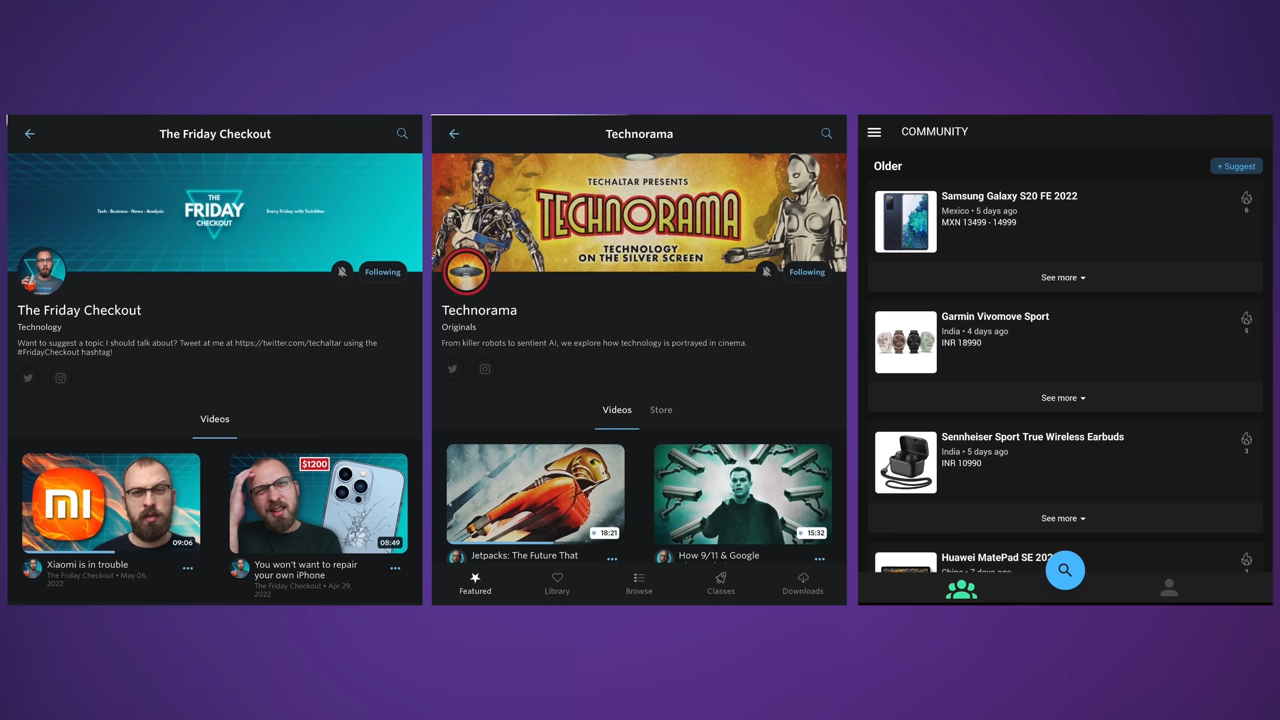 The Friday Checkout
Tech - Business - News - Analysis
THE
FRIDAY
CHECKOUT
Every Friday with TechAltar
Following
The Friday Checkout
Technology
Want to suggest a topic I should talk about? Tweet at me at https://twitter.com/techaltar using the
#FridayCheckout hashtag!
Videos
09:06
Xiaomi is in trouble
The Friday Checkout • May 06,
2022
$1200
08:49
You won't want to repair
your own iPhone
The Friday Checkout • Apr 29,
2022
Technorama
TECHALTAR PRESENTS
TECHNORAMA
TECHNOLOGY
ON THE SILVER SCREEN
Following
Technorama
Originals
From killer robots to sentient AI, we explore how technology is portrayed in cinema.
Videos
Store
18:21
Jetpacks: The Future That
15:32
How 9/11 & Google
Featured
Library
Browse
Classes
Downloads
COMMUNITY
Older
+ Suggest
Samsung Galaxy S20 FE 2022
Mexico • 5 days ago
MXN 13499 - 14999
6
See more
Garmin Vivomove Sport
India • 4 days ago
INR 18990
5
See more
Sennheiser Sport True Wireless Earbuds
India • 5 days ago
INR 10990
3
See more
Huawei MatePad SE 202